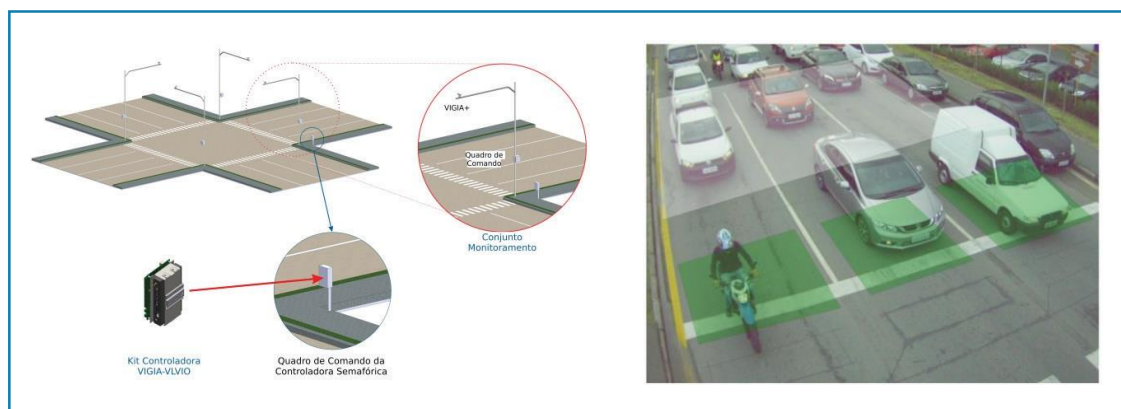 VIGIA+
Quadro de
Comando
Conjunto
Monitoramento
Kit Controladora
VIGIA-VLVIO
Quadro de Comando da
Controladora Semafórica